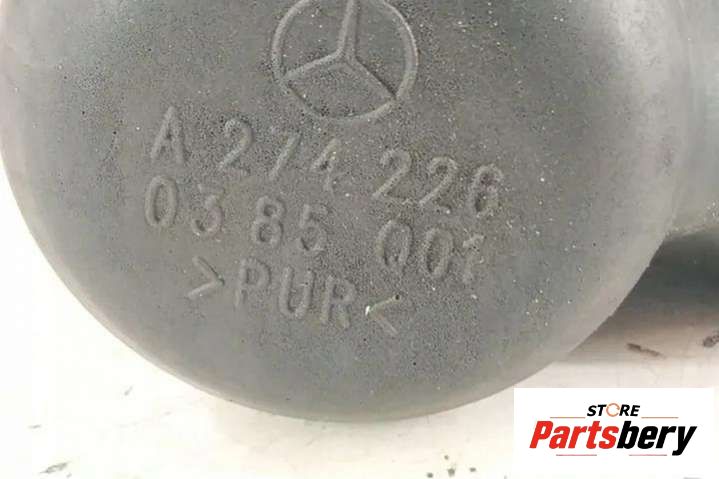 A 274 226
03 85 Q01
>PUR<
STORE
Partsbery